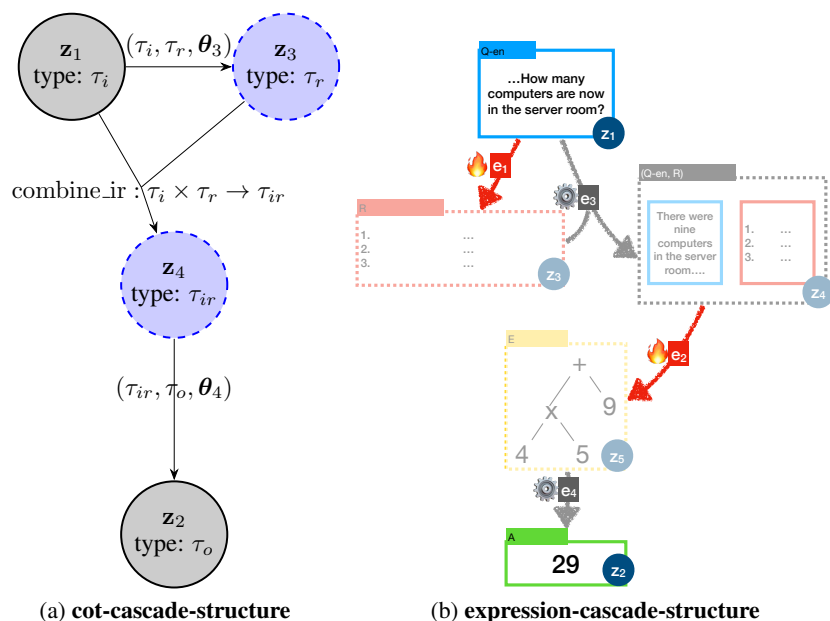 z₁
type: τᵢ
(τᵢ, τᵣ, θ₃)
z₃
type: τᵣ
combine_ir : τᵢ × τᵣ → τᵢᵣ
z₄
type: τᵢᵣ
(τᵢᵣ, τₒ, θ₄)
z₂
type: τₒ
(a) cot-cascade-structure
Q-en
...How many
computers are now
in the server room?
z₁
e₁
e₃
R
1. ...
2. ...
3. ...
z₃
(Q-en, R)
There were
nine
computers
in the server
room....
1. ...
2. ...
3. ...
z₄
e₂
E
+
x 9
4 5
z₅
e₄
A
29
z₂
(b) expression-cascade-structure